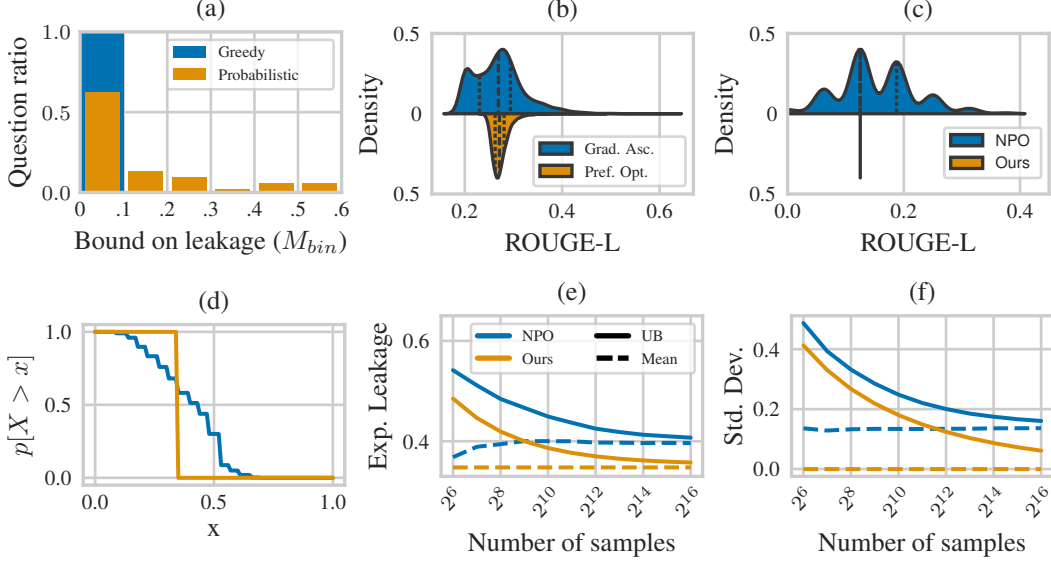 (a)
Question ratio
1.0
0.5
0.0
Greedy
Probabilistic
0 .1 .2 .3 .4 .5 .6
Bound on leakage (M_bin)
(b)
Density
0.5
0
0.5
Grad. Asc.
Pref. Opt.
0.2 0.4 0.6
ROUGE-L
(c)
Density
0.5
0
0.5
NPO
Ours
0.0 0.2 0.4
ROUGE-L
(d)
p[X > x]
1.0
0.5
0.0
0.0 0.5 1.0
x
(e)
Exp. Leakage
0.6
0.4
NPO UB
Ours Mean
2^6 2^8 2^10 2^12 2^14 2^16
Number of samples
(f)
Std. Dev.
0.4
0.2
0.0
2^6 2^8 2^10 2^12 2^14 2^16
Number of samples